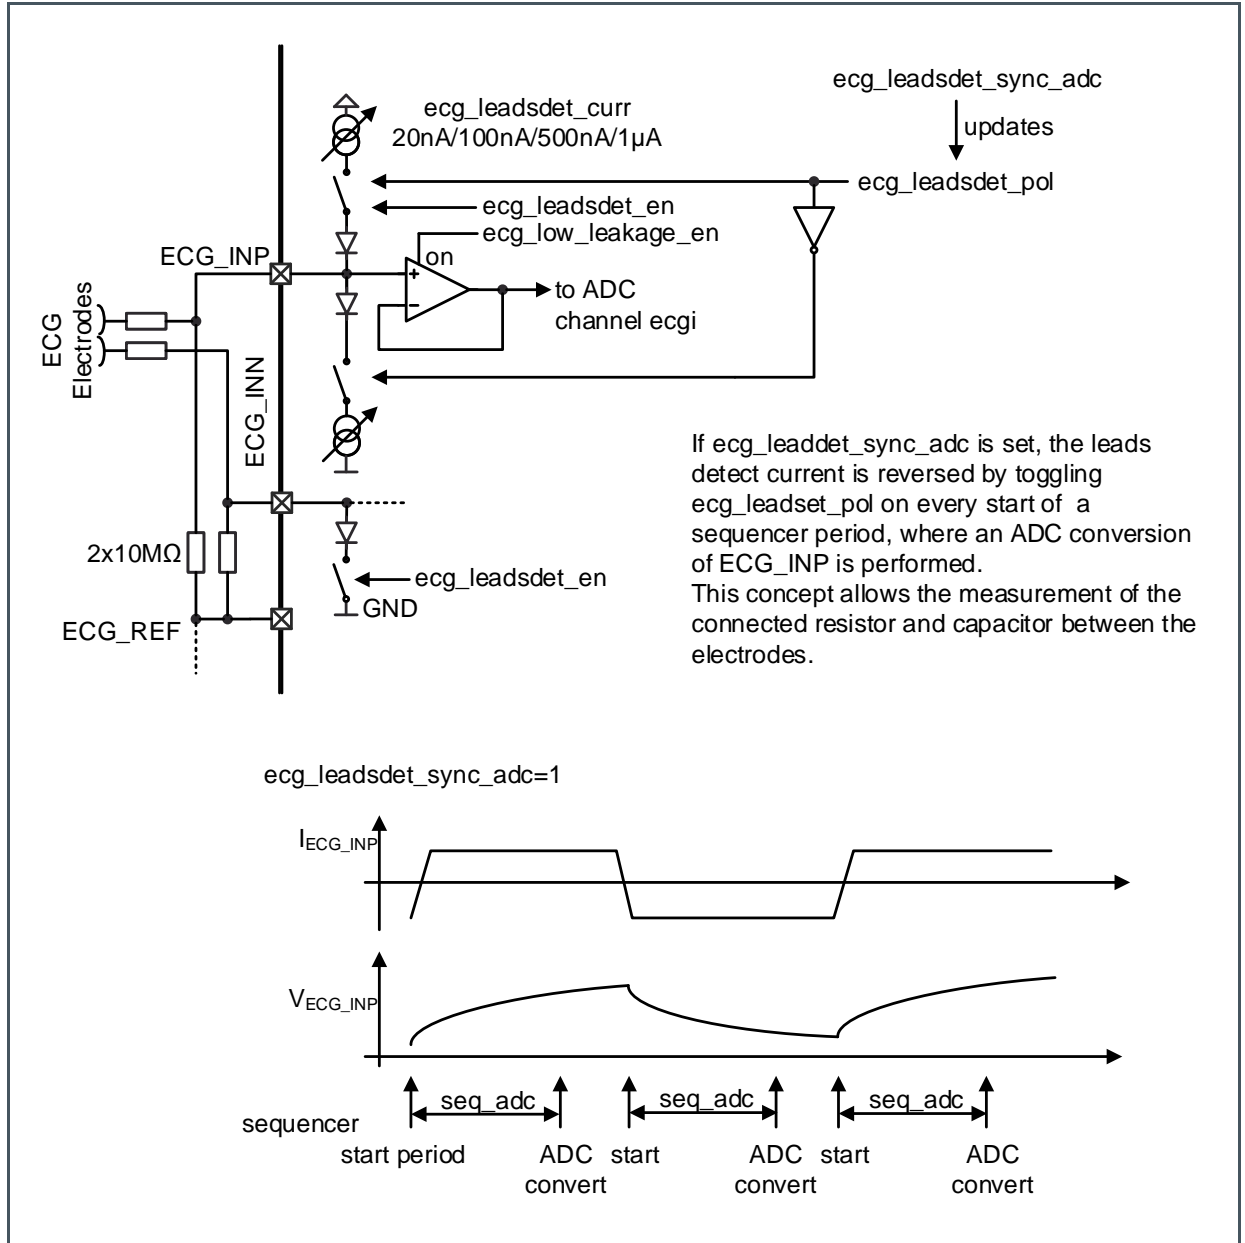 ecg_leadsdet_sync_adc
ecg_leadsdet_curr
20nA/100nA/500nA/1µA
updates
ecg_leadsdet_pol
ecg_leadsdet_en
ecg_low_leakage_en
ECG_INP
on
+
−
to ADC
channel ecgi
ECG
Electrodes
ECG_INN
If ecg_leaddet_sync_adc is set, the leads
detect current is reversed by toggling
ecg_leadset_pol on every start of a
sequencer period, where an ADC conversion
of ECG_INP is performed.
This concept allows the measurement of the
connected resistor and capacitor between the
electrodes.
2x10MΩ
ecg_leadsdet_en
GND
ECG_REF
ecg_leadsdet_sync_adc=1
IECG_INP
VECG_INP
seq_adc seq_adc seq_adc
sequencer
start period ADC start ADC start ADC
convert convert convert